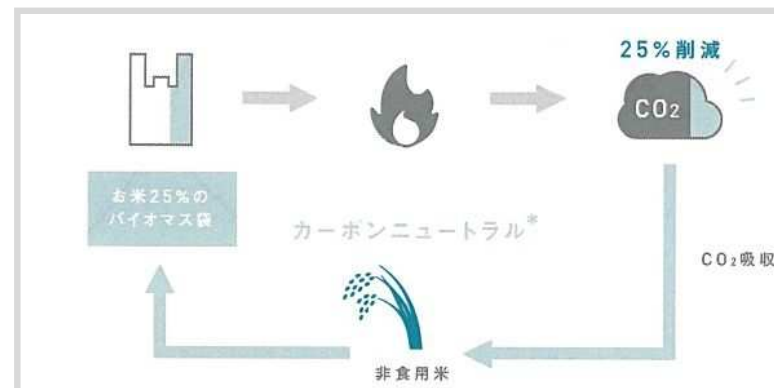 25%削減
CO₂
お米25%の
バイオマス袋
カーボンニュートラル*
CO₂吸収
非食用米